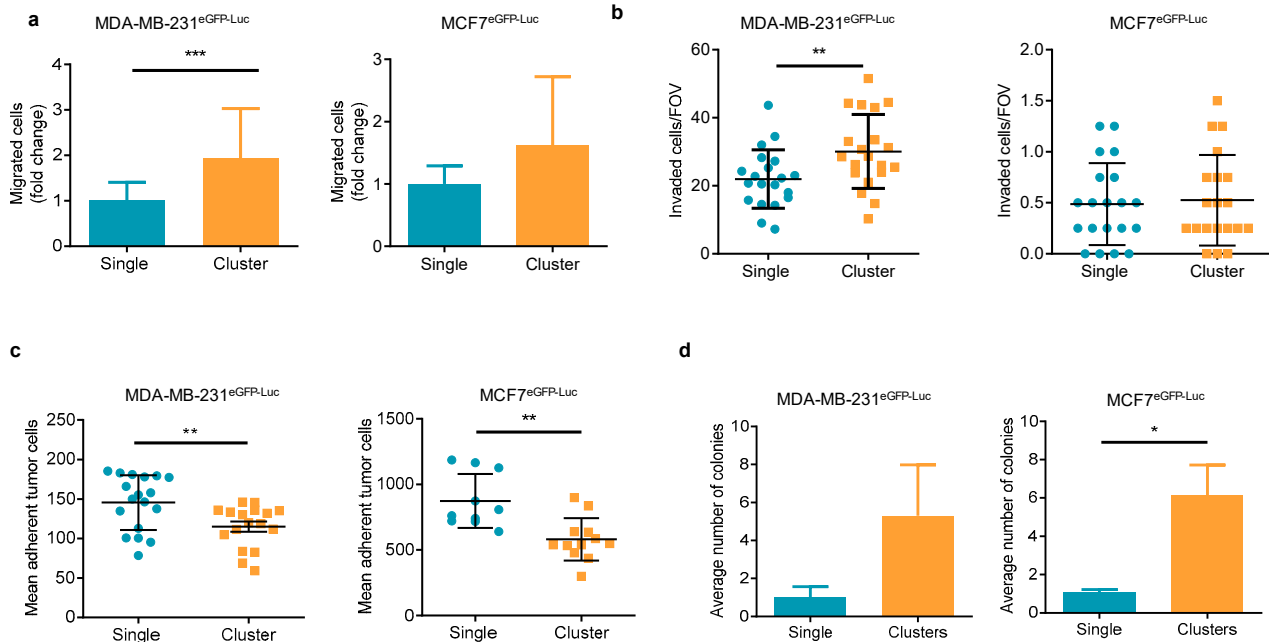 a
MDA-MB-231eGFP-Luc
***
Migrated cells
(fold change)
4
3
2
1
0
Single Cluster
MCF7eGFP-Luc
Migrated cells
(fold change)
3
2
1
0
Single Cluster
b
MDA-MB-231eGFP-Luc
**
Invaded cells/FOV
60
40
20
0
Single Cluster
MCF7eGFP-Luc
Invaded cells/FOV
2.0
1.5
1.0
0.5
0.0
Single Cluster
c
MDA-MB-231eGFP-Luc
**
Mean adherent tumor cells
250
200
150
100
50
0
Single Cluster
MCF7eGFP-Luc
**
Mean adherent tumor cells
1500
1000
500
0
Single Cluster
d
MDA-MB-231eGFP-Luc
Average number of colonies
10
8
6
4
2
0
Single Clusters
MCF7eGFP-Luc
*
Average number of colonies
10
8
6
4
2
0
Single Clusters